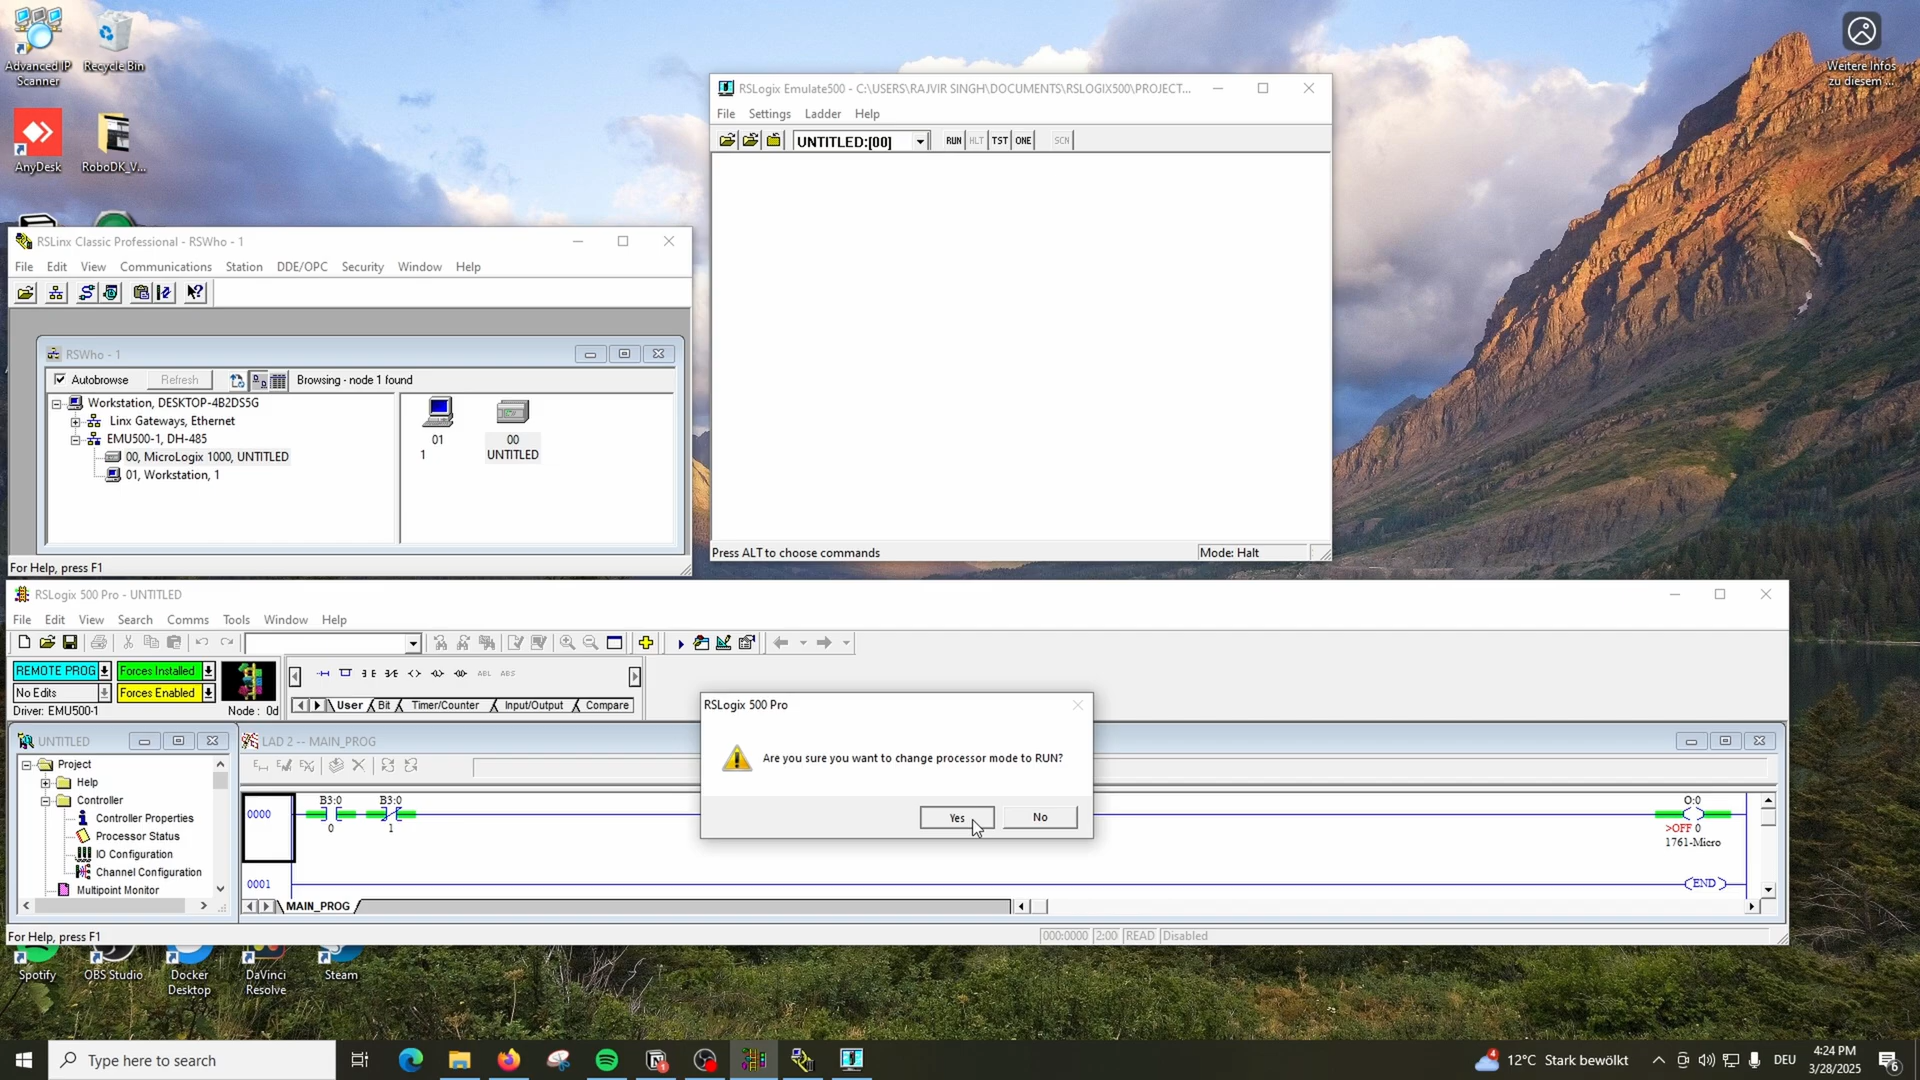 Advanced IP
Scanner
Recycle Bin
AnyDesk
RoboDK_V...
Weitere Infos
zu diesem ...
RSLogix Emulate500 - C:\USERS\RAJVIR SINGH\DOCUMENTS\RSLOGIX500\PROJECT...
File Settings Ladder Help
UNTITLED:[00] RUN HLT TST ONE SCN
Press ALT to choose commands Mode: Halt
RSLinx Classic Professional - RSWho - 1
File Edit View Communications Station DDE/OPC Security Window Help
RSWho - 1
Autobrowse Refresh Browsing - node 1 found
Workstation, DESKTOP-4B2DS5G
Linx Gateways, Ethernet
EMU500-1, DH-485
00, MicroLogix 1000, UNTITLED
01, Workstation, 1
01 00
1 UNTITLED
For Help, press F1
RSLogix 500 Pro - UNTITLED
File Edit View Search Comms Tools Window Help
REMOTE PROG Forces Installed
No Edits Forces Enabled
Driver: EMU500-1 Node : 0d
ABL ABS
User Bit Timer/Counter Input/Output Compare
RSLogix 500 Pro
Are you sure you want to change processor mode to RUN?
Yes No
UNTITLED
Project
Help
Controller
Controller Properties
Processor Status
IO Configuration
Channel Configuration
Multipoint Monitor
LAD 2 -- MAIN_PROG
B3:0 B3:0 O:0
0000
0 1 >OFF 0
1761-Micro
0001 END
MAIN_PROG
For Help, press F1 000:0000 2:00 READ Disabled
Spotify
OBS Studio
Docker
Desktop
DaVinci
Resolve
Steam
Type here to search
12°C Stark bewölkt DEU 4:24 PM
3/28/2025
4
1
6